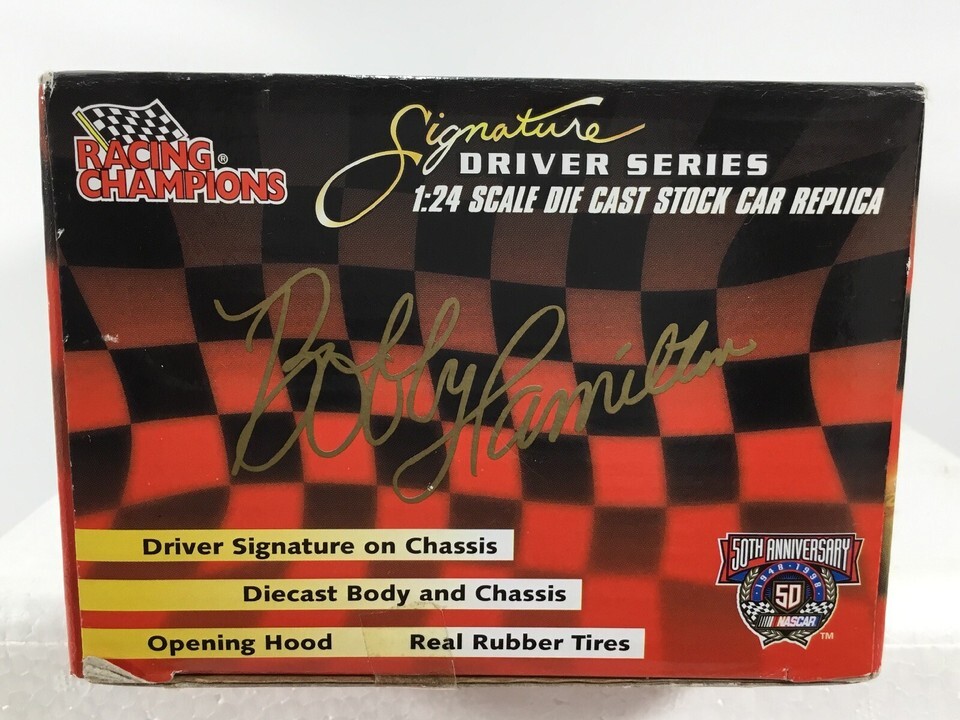 RACING®
CHAMPIONS
Signature
DRIVER SERIES
1:24 SCALE DIE CAST STOCK CAR REPLICA
Bobby Hamilton
Driver Signature on Chassis
Diecast Body and Chassis
Opening Hood Real Rubber Tires
50TH ANNIVERSARY
1948 · 1998
50
NASCAR
TM